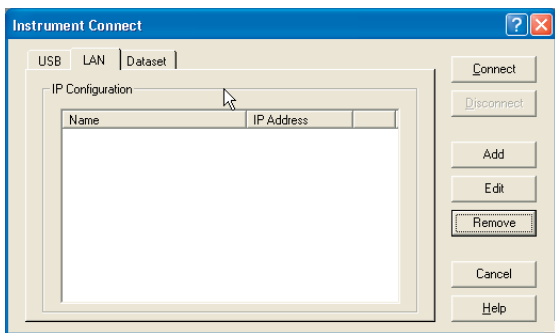 Instrument Connect
USB LAN Dataset
Connect
IP Configuration
Disconnect
Name IP Address
Add
Edit
Remove
Cancel
Help